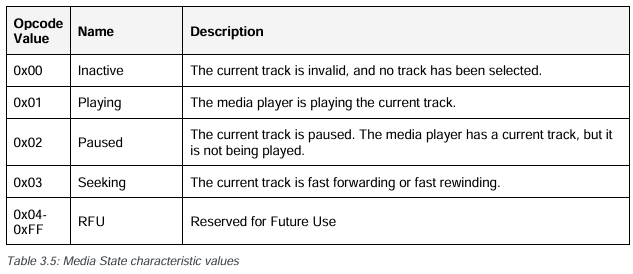 Opcode
Value
Name
Description
0x00
Inactive
The current track is invalid, and no track has been selected.
0x01
Playing
The media player is playing the current track.
0x02
Paused
The current track is paused. The media player has a current track, but it
is not being played.
0x03
Seeking
The current track is fast forwarding or fast rewinding.
0x04-
0xFF
RFU
Reserved for Future Use
Table 3.5: Media State characteristic values